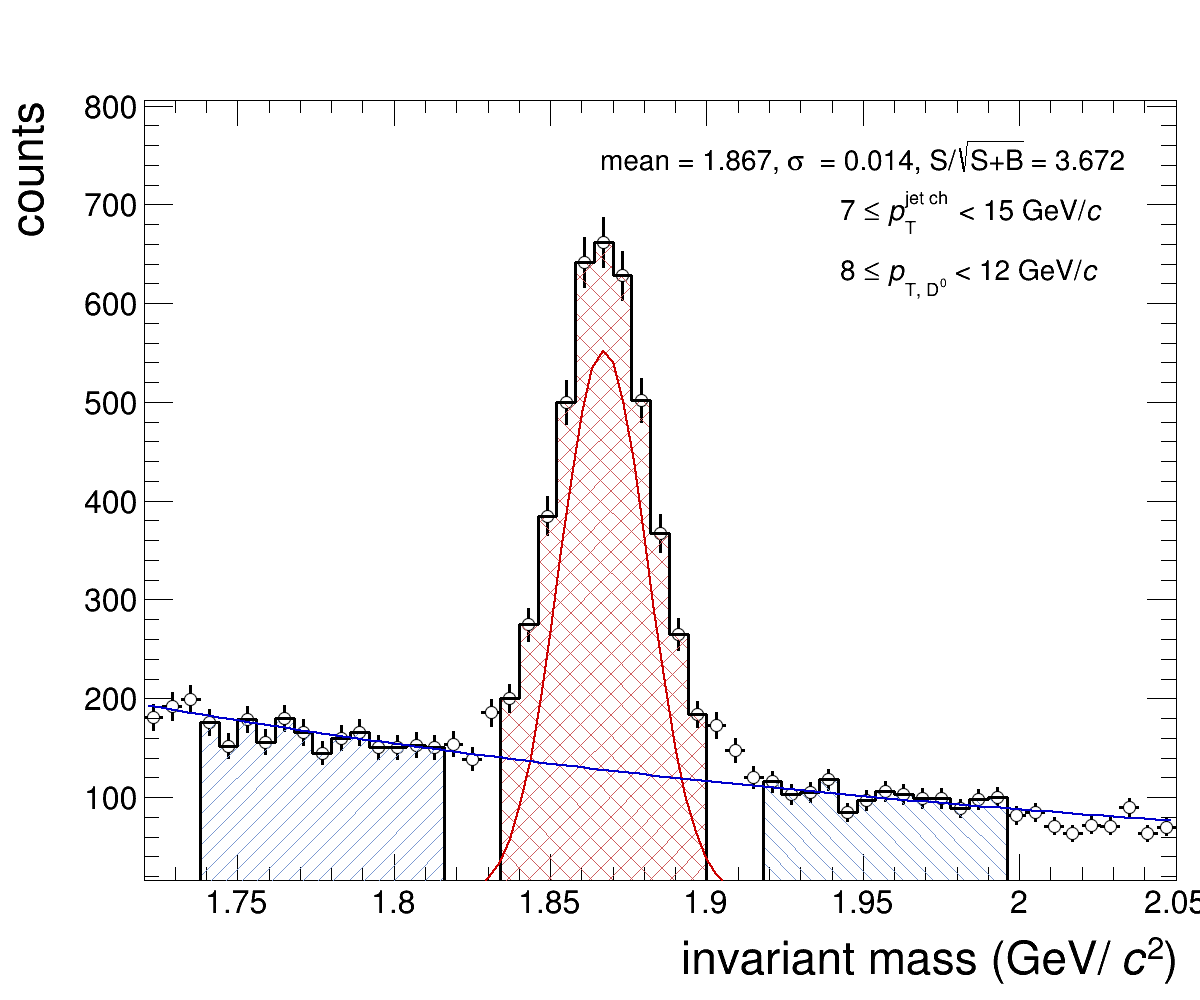 counts
800
700
600
500
400
300
200
100
mean = 1.867, σ = 0.014, S/√S+B = 3.672
7 ≤ p_T^jet ch < 15 GeV/c
8 ≤ p_T, D⁰ < 12 GeV/c
1.75 1.8 1.85 1.9 1.95 2 2.05
invariant mass (GeV/ c²)